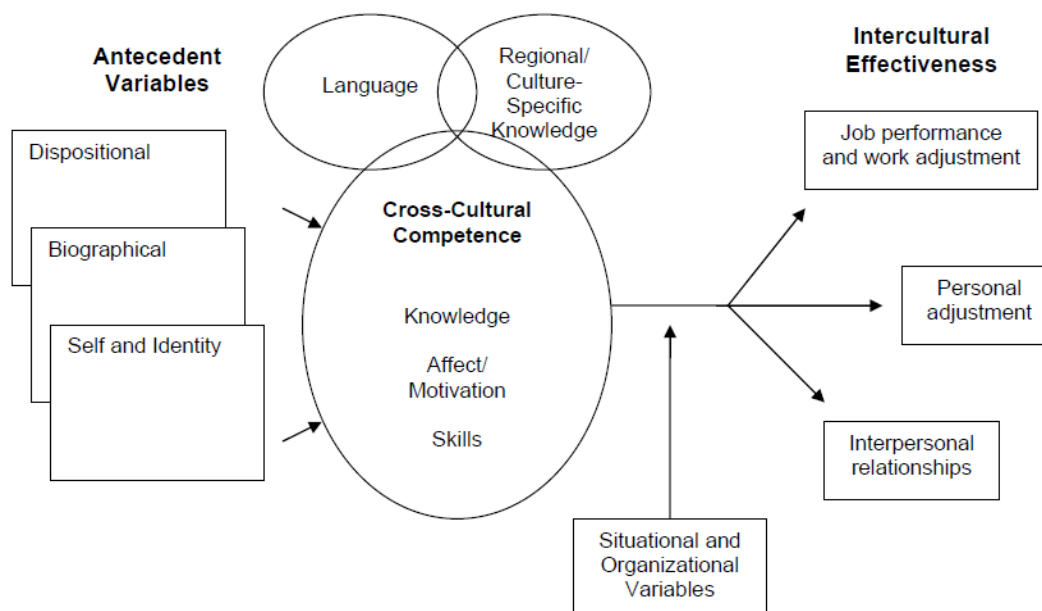 Antecedent
Variables
Dispositional
Biographical
Self and Identity
Language
Regional/
Culture-
Specific
Knowledge
Cross-Cultural
Competence
Knowledge
Affect/
Motivation
Skills
Situational and
Organizational
Variables
Intercultural
Effectiveness
Job performance
and work adjustment
Personal
adjustment
Interpersonal
relationships